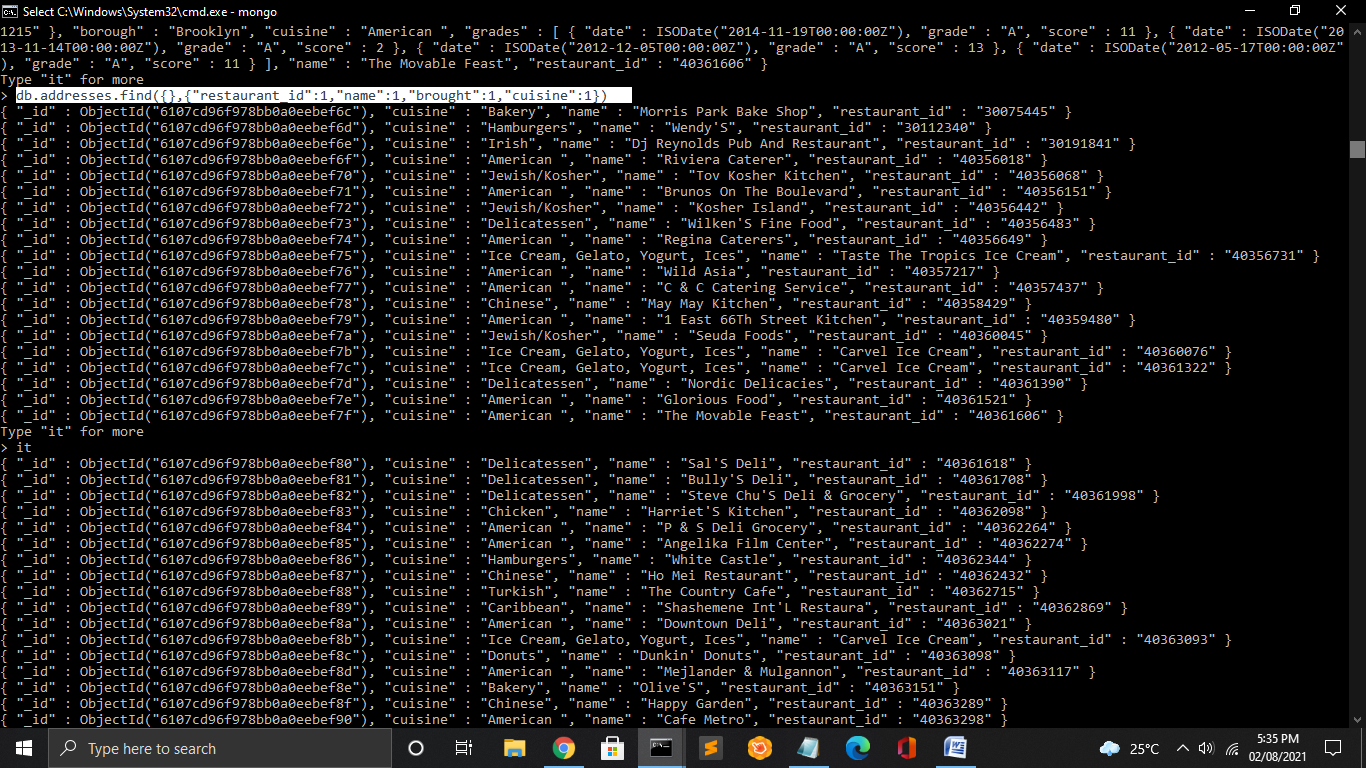 Select C:\Windows\System32\cmd.exe - mongo
1215" }, "borough" : "Brooklyn", "cuisine" : "American ", "grades" : [ { "date" : ISODate("2014-11-19T00:00:00Z"), "grade" : "A", "score" : 11 }, { "date" : ISODate("20
13-11-14T00:00:00Z"), "grade" : "A", "score" : 2 }, { "date" : ISODate("2012-12-05T00:00:00Z"), "grade" : "A", "score" : 13 }, { "date" : ISODate("2012-05-17T00:00:00Z"
), "grade" : "A", "score" : 11 } ], "name" : "The Movable Feast", "restaurant_id" : "40361606" }
Type "it" for more
> db.addresses.find({},{"restaurant_id":1,"name":1,"brought":1,"cuisine":1})
{ "_id" : ObjectId("6107cd96f978bb0a0eebef6c"), "cuisine" : "Bakery", "name" : "Morris Park Bake Shop", "restaurant_id" : "30075445" }
{ "_id" : ObjectId("6107cd96f978bb0a0eebef6d"), "cuisine" : "Hamburgers", "name" : "Wendy'S", "restaurant_id" : "30112340" }
{ "_id" : ObjectId("6107cd96f978bb0a0eebef6e"), "cuisine" : "Irish", "name" : "Dj Reynolds Pub And Restaurant", "restaurant_id" : "30191841" }
{ "_id" : ObjectId("6107cd96f978bb0a0eebef6f"), "cuisine" : "American ", "name" : "Riviera Caterer", "restaurant_id" : "40356018" }
{ "_id" : ObjectId("6107cd96f978bb0a0eebef70"), "cuisine" : "Jewish/Kosher", "name" : "Tov Kosher Kitchen", "restaurant_id" : "40356068" }
{ "_id" : ObjectId("6107cd96f978bb0a0eebef71"), "cuisine" : "American ", "name" : "Brunos On The Boulevard", "restaurant_id" : "40356151" }
{ "_id" : ObjectId("6107cd96f978bb0a0eebef72"), "cuisine" : "Jewish/Kosher", "name" : "Kosher Island", "restaurant_id" : "40356442" }
{ "_id" : ObjectId("6107cd96f978bb0a0eebef73"), "cuisine" : "Delicatessen", "name" : "Wilken'S Fine Food", "restaurant_id" : "40356483" }
{ "_id" : ObjectId("6107cd96f978bb0a0eebef74"), "cuisine" : "American ", "name" : "Regina Caterers", "restaurant_id" : "40356649" }
{ "_id" : ObjectId("6107cd96f978bb0a0eebef75"), "cuisine" : "Ice Cream, Gelato, Yogurt, Ices", "name" : "Taste The Tropics Ice Cream", "restaurant_id" : "40356731" }
{ "_id" : ObjectId("6107cd96f978bb0a0eebef76"), "cuisine" : "American ", "name" : "Wild Asia", "restaurant_id" : "40357217" }
{ "_id" : ObjectId("6107cd96f978bb0a0eebef77"), "cuisine" : "American ", "name" : "C & C Catering Service", "restaurant_id" : "40357437" }
{ "_id" : ObjectId("6107cd96f978bb0a0eebef78"), "cuisine" : "Chinese", "name" : "May May Kitchen", "restaurant_id" : "40358429" }
{ "_id" : ObjectId("6107cd96f978bb0a0eebef79"), "cuisine" : "American ", "name" : "1 East 66Th Street Kitchen", "restaurant_id" : "40359480" }
{ "_id" : ObjectId("6107cd96f978bb0a0eebef7a"), "cuisine" : "Jewish/Kosher", "name" : "Seuda Foods", "restaurant_id" : "40360045" }
{ "_id" : ObjectId("6107cd96f978bb0a0eebef7b"), "cuisine" : "Ice Cream, Gelato, Yogurt, Ices", "name" : "Carvel Ice Cream", "restaurant_id" : "40360076" }
{ "_id" : ObjectId("6107cd96f978bb0a0eebef7c"), "cuisine" : "Ice Cream, Gelato, Yogurt, Ices", "name" : "Carvel Ice Cream", "restaurant_id" : "40361322" }
{ "_id" : ObjectId("6107cd96f978bb0a0eebef7d"), "cuisine" : "Delicatessen", "name" : "Nordic Delicacies", "restaurant_id" : "40361390" }
{ "_id" : ObjectId("6107cd96f978bb0a0eebef7e"), "cuisine" : "American ", "name" : "Glorious Food", "restaurant_id" : "40361521" }
{ "_id" : ObjectId("6107cd96f978bb0a0eebef7f"), "cuisine" : "American ", "name" : "The Movable Feast", "restaurant_id" : "40361606" }
Type "it" for more
> it
{ "_id" : ObjectId("6107cd96f978bb0a0eebef80"), "cuisine" : "Delicatessen", "name" : "Sal'S Deli", "restaurant_id" : "40361618" }
{ "_id" : ObjectId("6107cd96f978bb0a0eebef81"), "cuisine" : "Delicatessen", "name" : "Bully'S Deli", "restaurant_id" : "40361708" }
{ "_id" : ObjectId("6107cd96f978bb0a0eebef82"), "cuisine" : "Delicatessen", "name" : "Steve Chu'S Deli & Grocery", "restaurant_id" : "40361998" }
{ "_id" : ObjectId("6107cd96f978bb0a0eebef83"), "cuisine" : "Chicken", "name" : "Harriet'S Kitchen", "restaurant_id" : "40362098" }
{ "_id" : ObjectId("6107cd96f978bb0a0eebef84"), "cuisine" : "American ", "name" : "P & S Deli Grocery", "restaurant_id" : "40362264" }
{ "_id" : ObjectId("6107cd96f978bb0a0eebef85"), "cuisine" : "American ", "name" : "Angelika Film Center", "restaurant_id" : "40362274" }
{ "_id" : ObjectId("6107cd96f978bb0a0eebef86"), "cuisine" : "Hamburgers", "name" : "White Castle", "restaurant_id" : "40362344" }
{ "_id" : ObjectId("6107cd96f978bb0a0eebef87"), "cuisine" : "Chinese", "name" : "Ho Mei Restaurant", "restaurant_id" : "40362432" }
{ "_id" : ObjectId("6107cd96f978bb0a0eebef88"), "cuisine" : "Turkish", "name" : "The Country Cafe", "restaurant_id" : "40362715" }
{ "_id" : ObjectId("6107cd96f978bb0a0eebef89"), "cuisine" : "Caribbean", "name" : "Shashemene Int'L Restaura", "restaurant_id" : "40362869" }
{ "_id" : ObjectId("6107cd96f978bb0a0eebef8a"), "cuisine" : "American ", "name" : "Downtown Deli", "restaurant_id" : "40363021" }
{ "_id" : ObjectId("6107cd96f978bb0a0eebef8b"), "cuisine" : "Ice Cream, Gelato, Yogurt, Ices", "name" : "Carvel Ice Cream", "restaurant_id" : "40363093" }
{ "_id" : ObjectId("6107cd96f978bb0a0eebef8c"), "cuisine" : "Donuts", "name" : "Dunkin' Donuts", "restaurant_id" : "40363098" }
{ "_id" : ObjectId("6107cd96f978bb0a0eebef8d"), "cuisine" : "American ", "name" : "Mejlander & Mulgannon", "restaurant_id" : "40363117" }
{ "_id" : ObjectId("6107cd96f978bb0a0eebef8e"), "cuisine" : "Bakery", "name" : "Olive'S", "restaurant_id" : "40363151" }
{ "_id" : ObjectId("6107cd96f978bb0a0eebef8f"), "cuisine" : "Chinese", "name" : "Happy Garden", "restaurant_id" : "40363289" }
{ "_id" : ObjectId("6107cd96f978bb0a0eebef90"), "cuisine" : "American ", "name" : "Cafe Metro", "restaurant_id" : "40363298" }
Type here to search
25°C
5:35 PM
02/08/2021